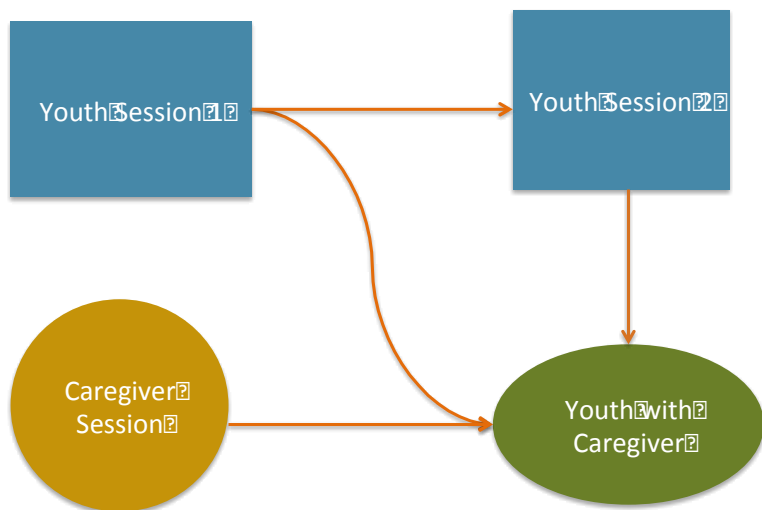 Youth⍰Session⍰1⍰
Youth⍰Session⍰2⍰
Caregiver⍰
Session⍰
Youth⍰with⍰
Caregiver⍰